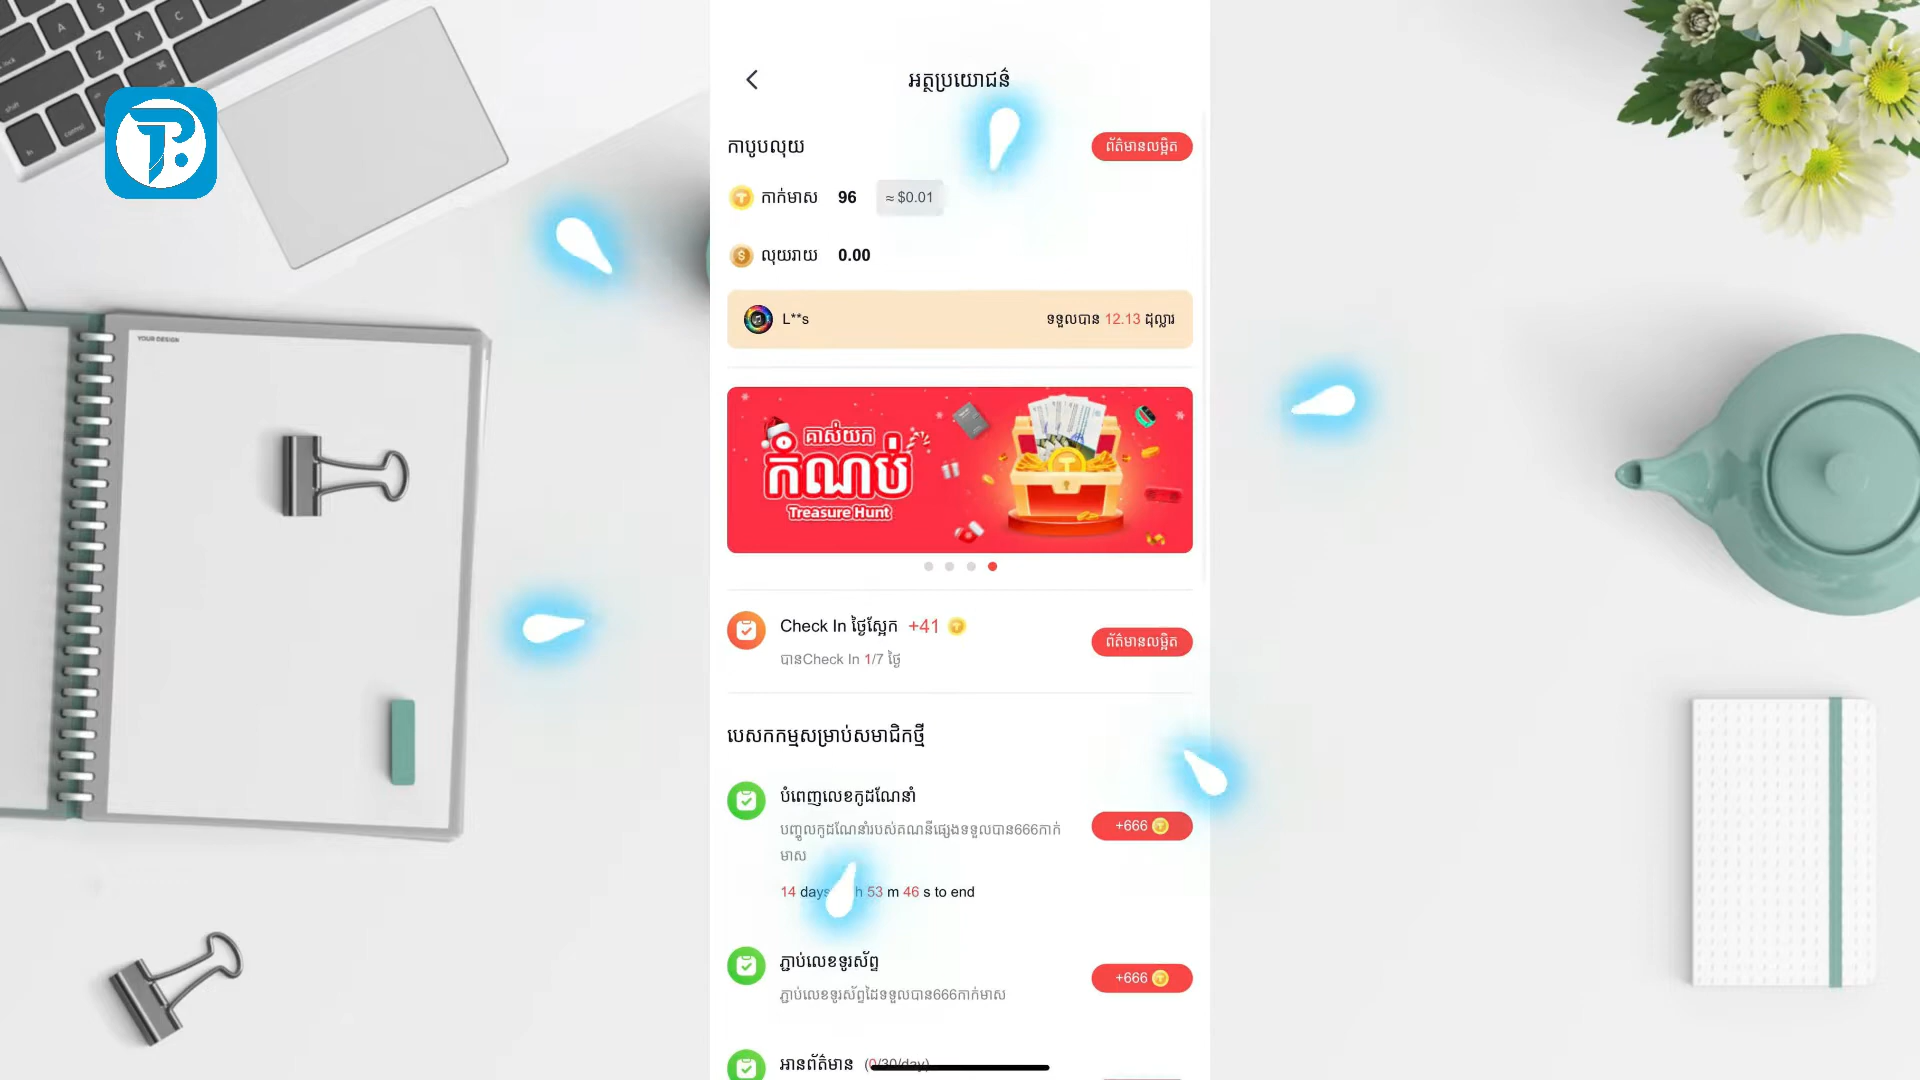 A
S
C
Z
X
⌘
shift
control
fn
YOUR DESIGN
អត្ថប្រយោជន៍
កាបូបលុយ
ព័ត៌មានលម្អិត
កាក់មាស 96 ≈ $0.01
លុយរាយ 0.00
L**s
ទទួលបាន 12.13 ដុល្លារ
គាស់យក
កំណប់
Treasure Hunt
Check In ថ្ងៃស្អែក +41
បានCheck In 1/7 ថ្ងៃ
ព័ត៌មានលម្អិត
បេសកកម្មសម្រាប់សមាជិកថ្មី
បំពេញលេខកូដណែនាំ
បញ្ចូលកូដណែនាំរបស់គណនីផ្សេងទទួលបាន666កាក់
មាស
+666
14 days h 53 m 46 s to end
ភ្ជាប់លេខទូរស័ព្ទ
ភ្ជាប់លេខទូរស័ព្ទដៃទទួលបាន666កាក់មាស
+666
អានព័ត៌មាន (0/30/day)